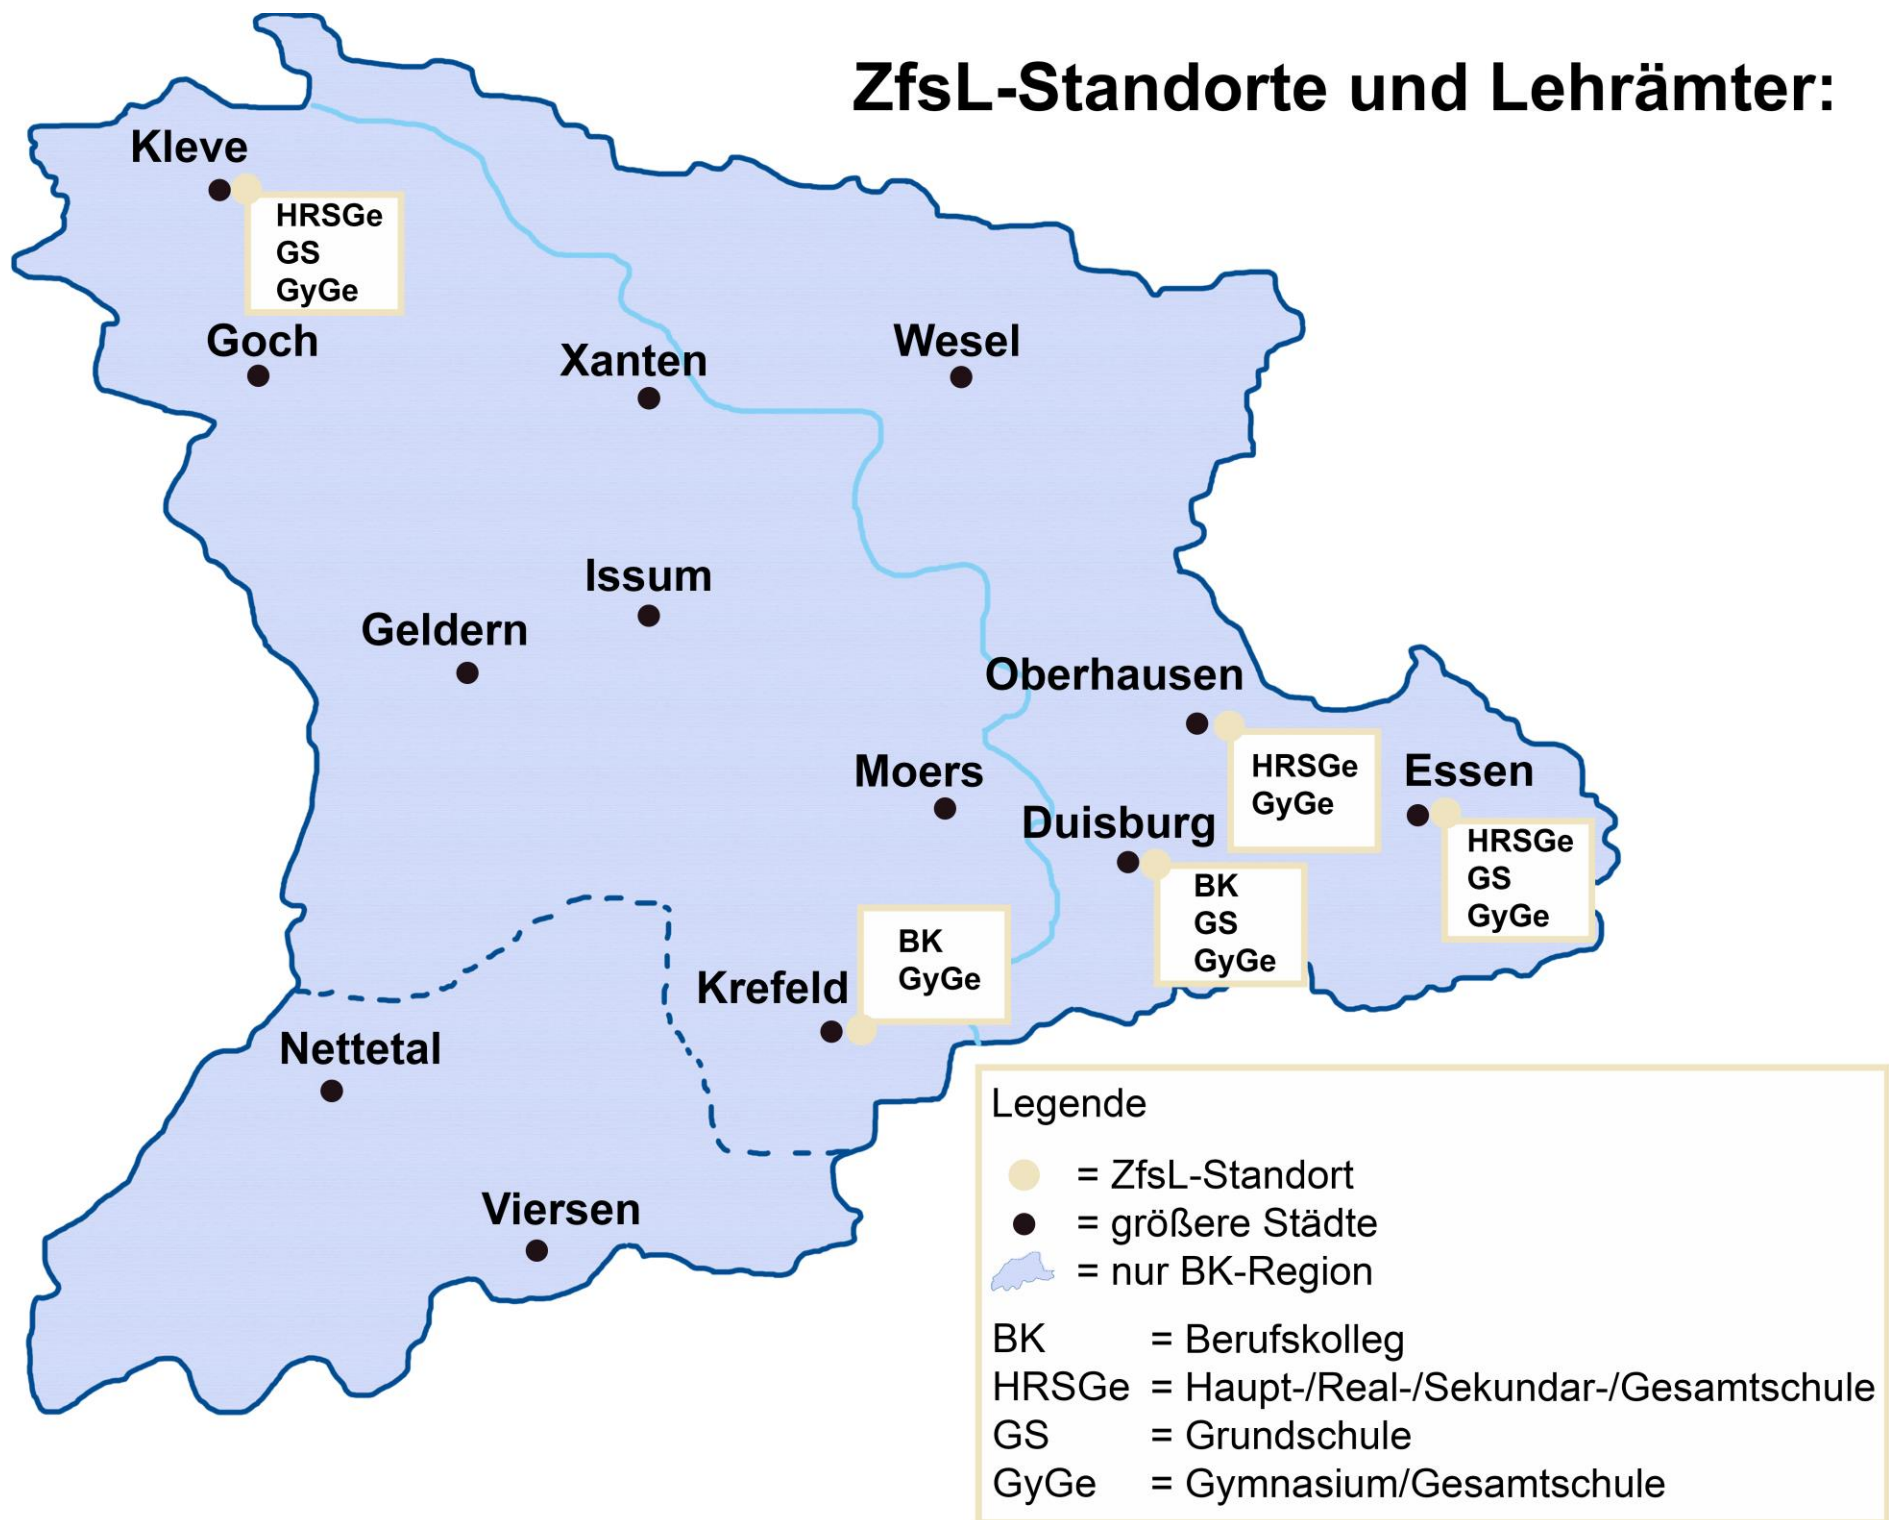 ZfsL-Standorte und Lehrämter:
Kleve
HRSGe
GS
GyGe
Goch
Xanten
Wesel
Issum
Geldern
Oberhausen
HRSGe
GyGe
Moers
Essen
HRSGe
GS
GyGe
Duisburg
BK
GS
GyGe
BK
GyGe
Krefeld
Nettetal
Viersen
Legende
= ZfsL-Standort
= größere Städte
= nur BK-Region
BK = Berufskolleg
HRSGe = Haupt-/Real-/Sekundar-/Gesamtschule
GS = Grundschule
GyGe = Gymnasium/Gesamtschule